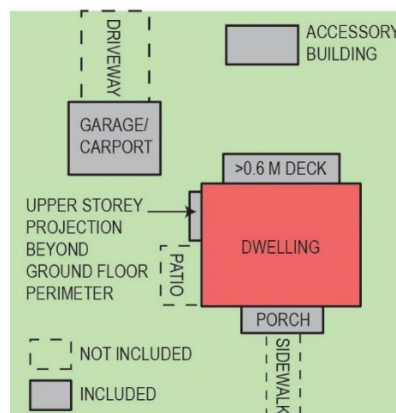 DRIVEWAY
ACCESSORY
BUILDING
GARAGE/
CARPORT
>0.6 M DECK
UPPER STOREY
PROJECTION
BEYOND
GROUND FLOOR
PERIMETER
DWELLING
PATIO
PORCH
SIDEWALK
NOT INCLUDED
INCLUDED